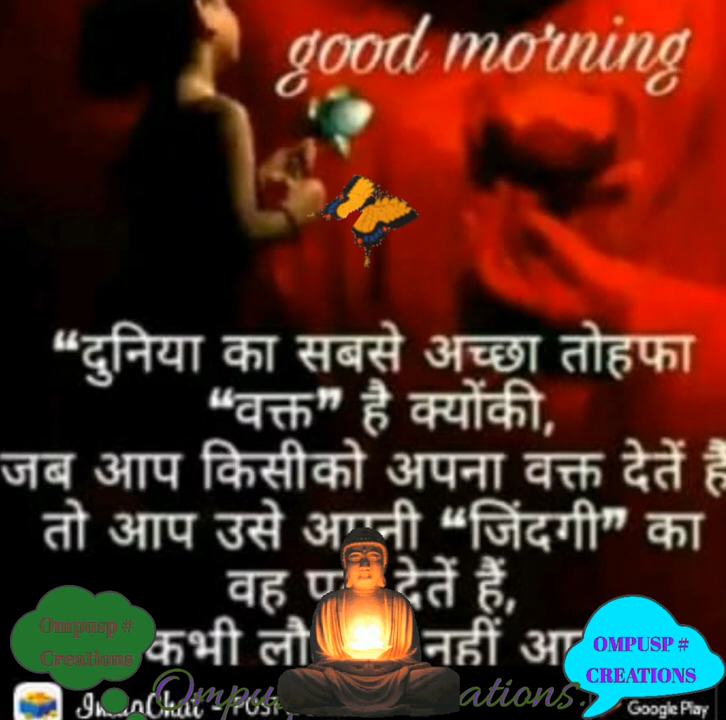 good morning
“दुनिया का सबसे अच्छा तोहफा
“वक्त” है क्योंकी,
जब आप किसीको अपना वक्त देतें हैं
तो आप उसे अपनी “जिंदगी” का
वह देतें हैं,
कभी नहीं
Ompusp #
Creations
OMPUSP #
CREATIONS
Google Play